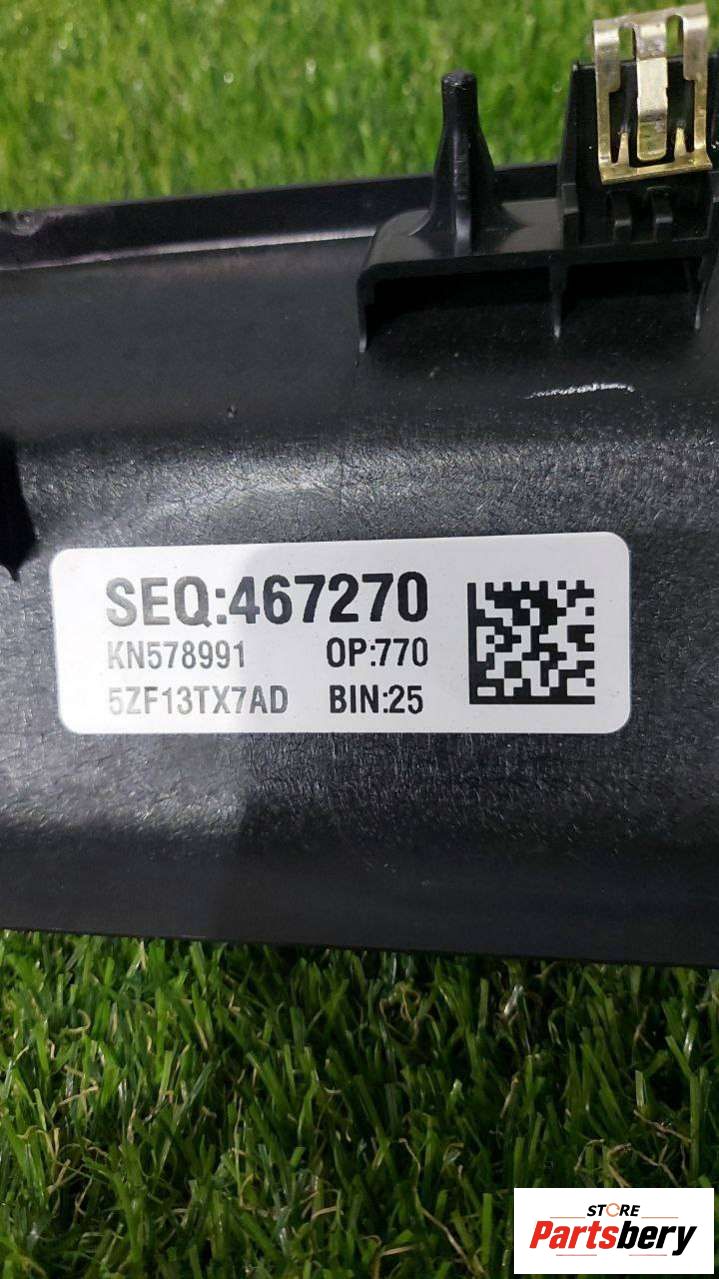 SEQ:467270
KN578991 OP:770
5ZF13TX7AD BIN:25
STORE
Partsbery